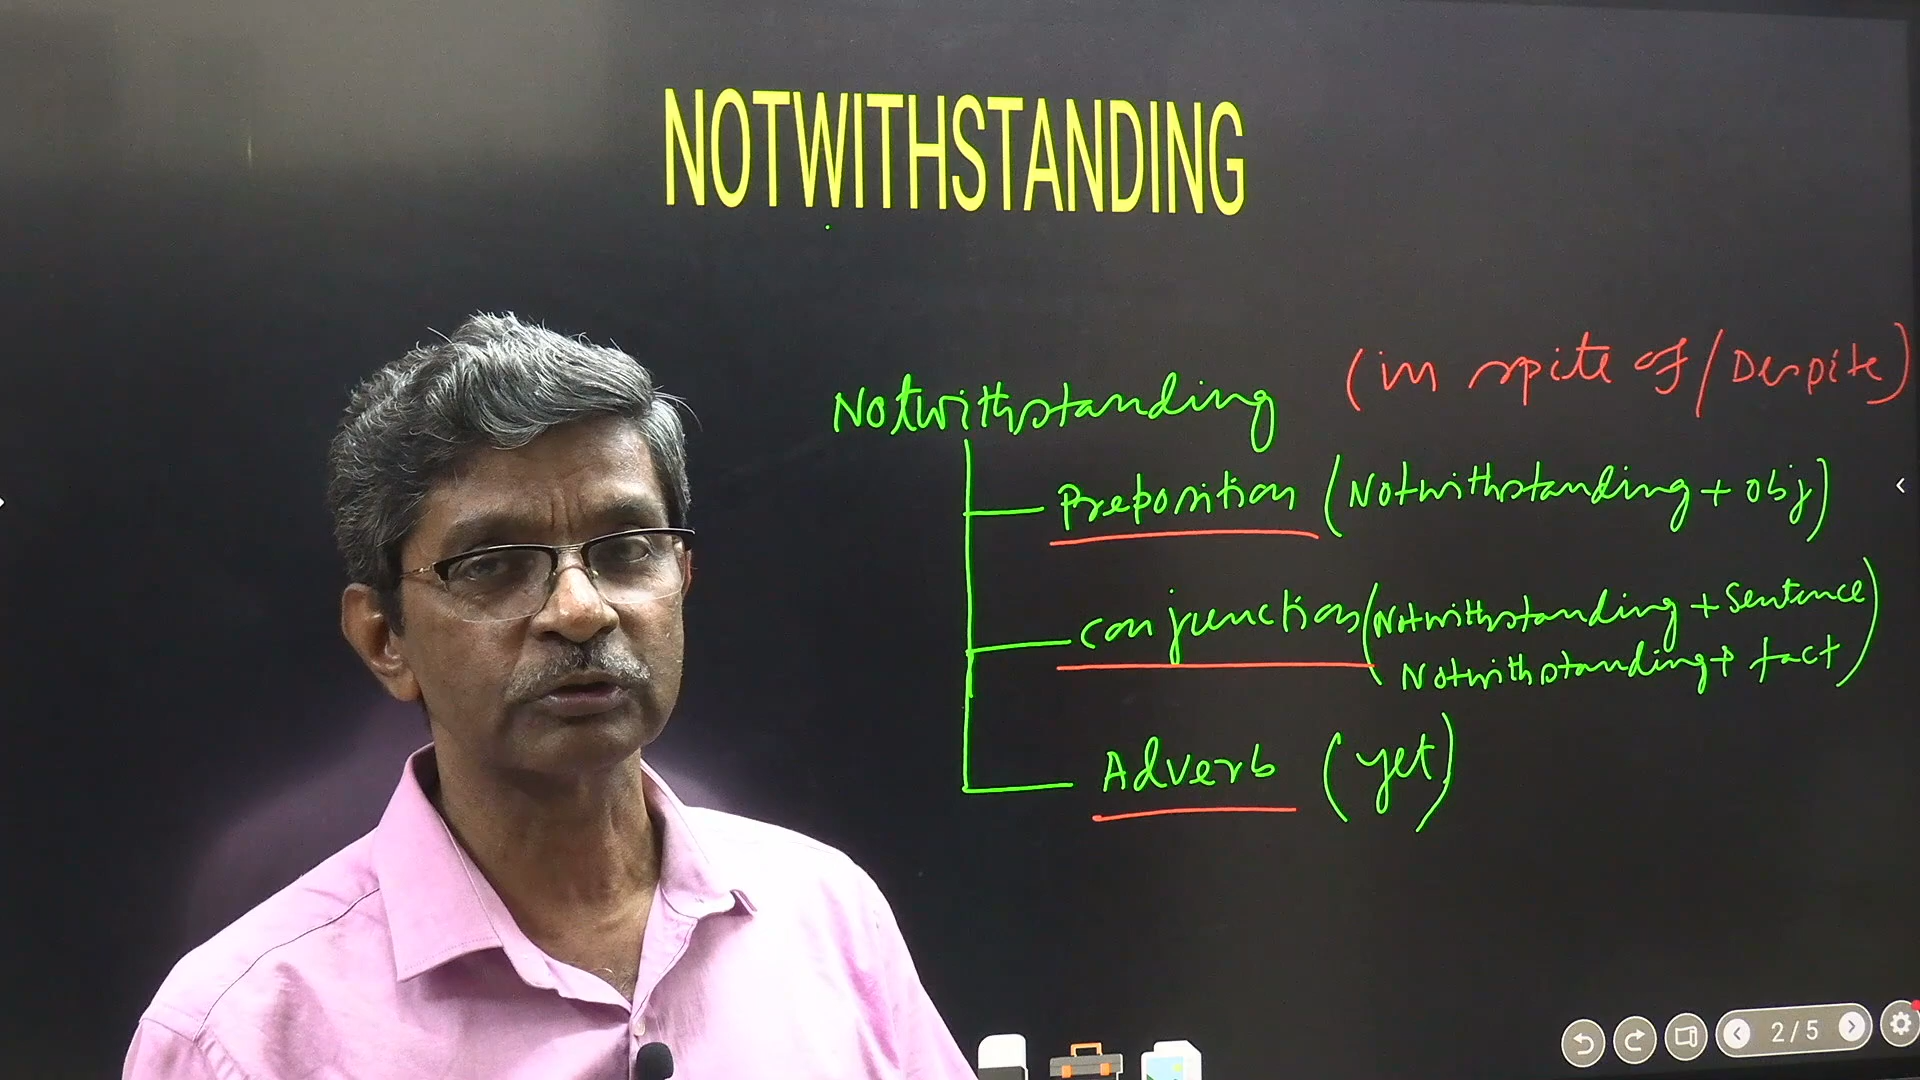 NOTWITHSTANDING
Notwithstanding (in spite of / Despite)
Preposition (Notwithstanding + obj)
conjunction (Notwithstanding + Sentence
Notwithstanding + fact)
Adverb (yet)
2/5